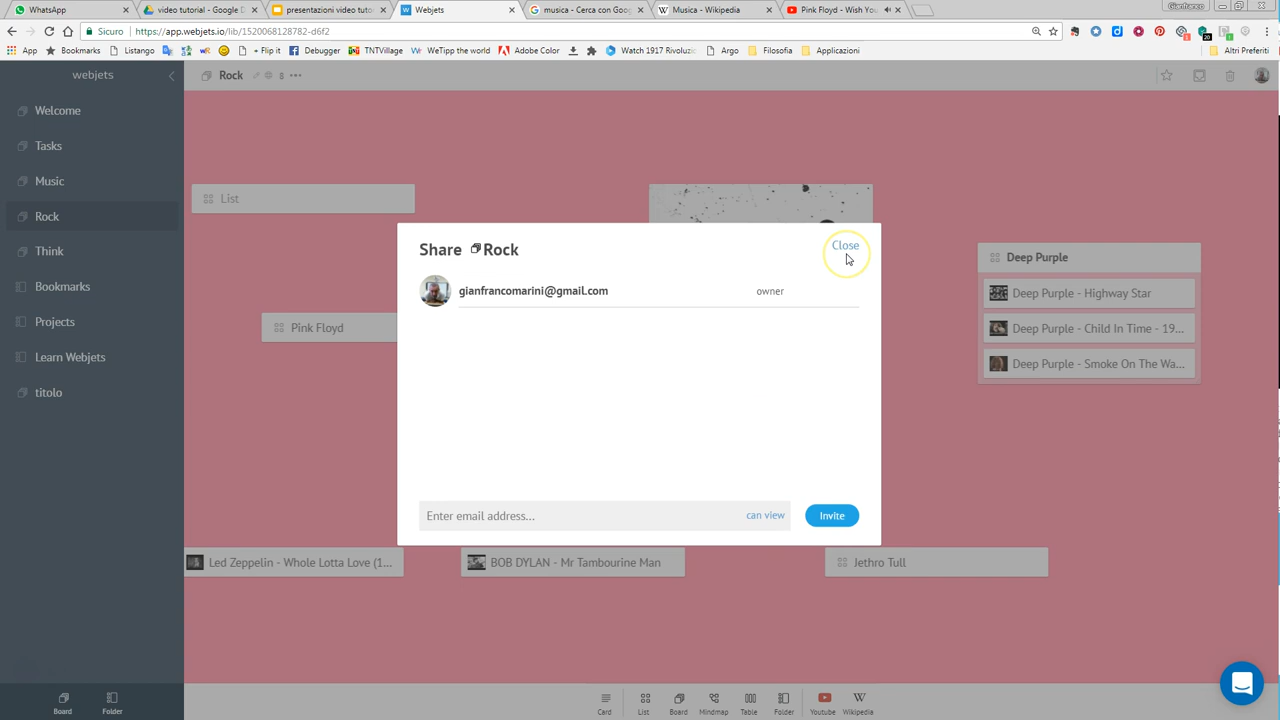 WhatsApp
video tutorial - Google D
presentazioni video tuto
Webjets
musica - Cerca con Goog
Musica - Wikipedia
Pink Floyd - Wish You
Gianfranco
Sicuro
https://app.webjets.io/lib/1520068128782-d6f2
App
Bookmarks
Listango
+ Flip it
Debugger
TNTVillage
WeTipp the world
Adobe Color
Watch 1917 Rivoluzio
Argo
Filosofia
Applicazioni
Altri Preferiti
webjets
Rock
8
Welcome
Tasks
Music
Rock
Think
Bookmarks
Projects
Learn Webjets
titolo
List
Pink Floyd
Share Rock
Close
gianfrancomarini@gmail.com
owner
Enter email address...
can view
Invite
Deep Purple
Deep Purple - Highway Star
Deep Purple - Child In Time - 19...
Deep Purple - Smoke On The Wa...
Led Zeppelin - Whole Lotta Love (1...
BOB DYLAN - Mr Tambourine Man
Jethro Tull
Board
Folder
Card
List
Board
Mindmap
Table
Folder
Youtube
Wikipedia